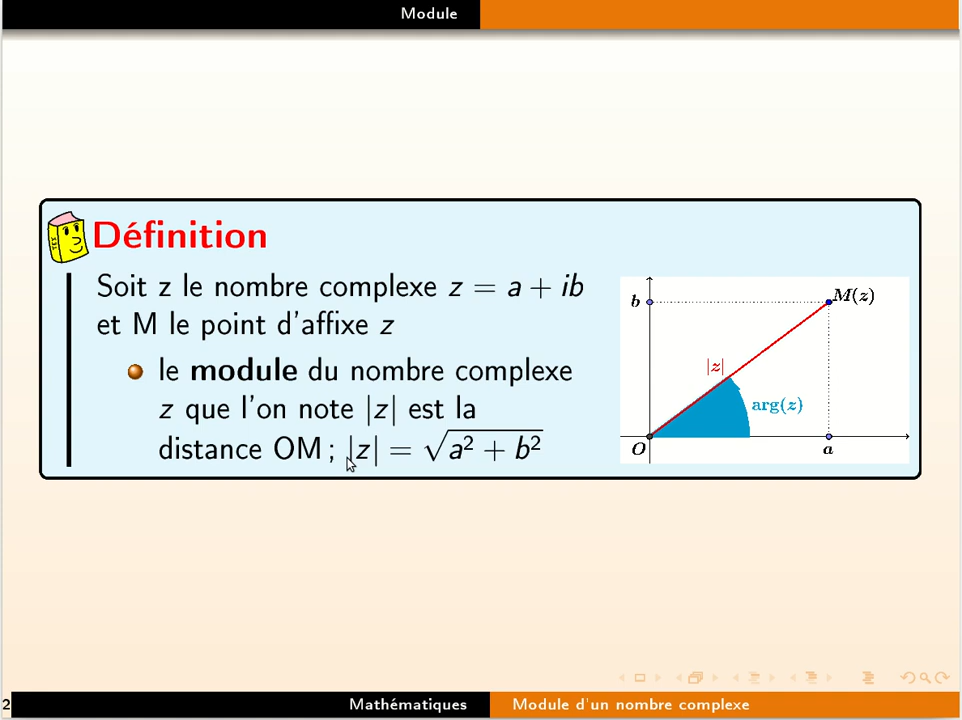 Module
Définition
Soit z le nombre complexe z = a + ib
et M le point d'affixe z
le module du nombre complexe
z que l'on note |z| est la
distance OM ; |z| = √a² + b²
b
M(z)
|z|
arg(z)
O
a
2
Mathématiques
Module d'un nombre complexe